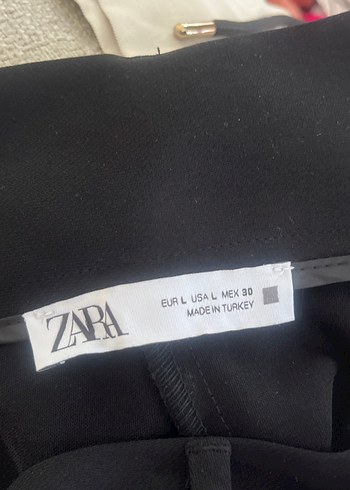 ZARA
EUR L USA L MEX 30
MADE IN TURKEY